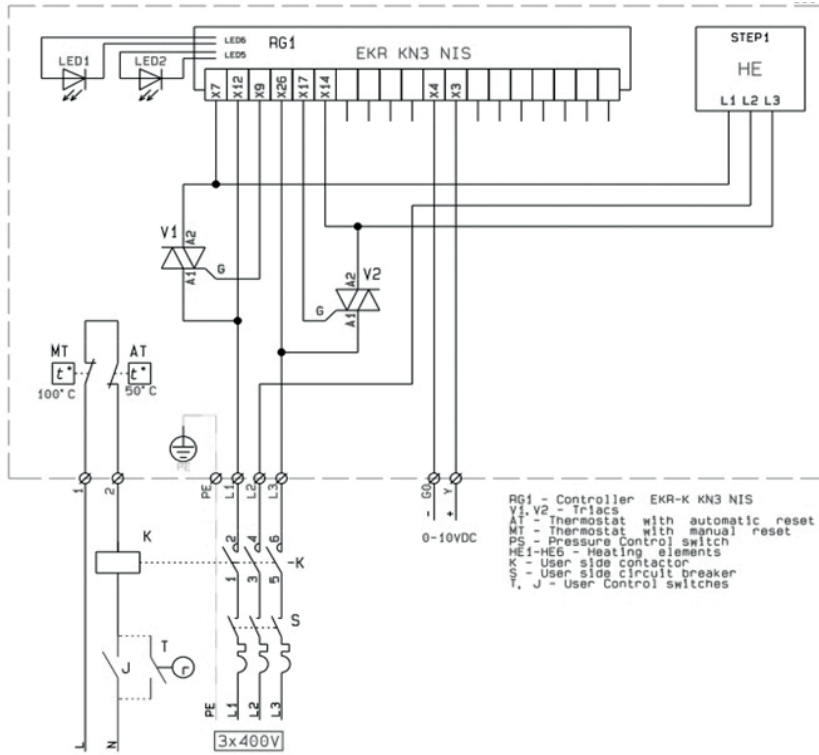 LED6
RG1
EKR KN3 NIS
LED5
LED1
LED2
STEP1
HE
L1 L2 L3
X7
X12
X9
X26
X17
X14
X4
X3
V1
A2
A1
G
V2
A2
A1
G
MT
AT
t°
t°
100°C
50°C
PE
1
2
PE
L1
L2
L3
G0
Y
-
+
0-10VDC
K
2
4
6
1
3
5
-K
S
T
J
r
PE
L1
L2
L3
L
N
3x400V
RG1 - Controller EKR-K KN3 NIS
V1,V2 - Triacs
AT - Thermostat with automatic reset
MT - Thermostat with manual reset
PS - Pressure Control switch
HE1-HE6 - Heating elements
K - User side contactor
S - User side circuit breaker
T, J - User Control switches